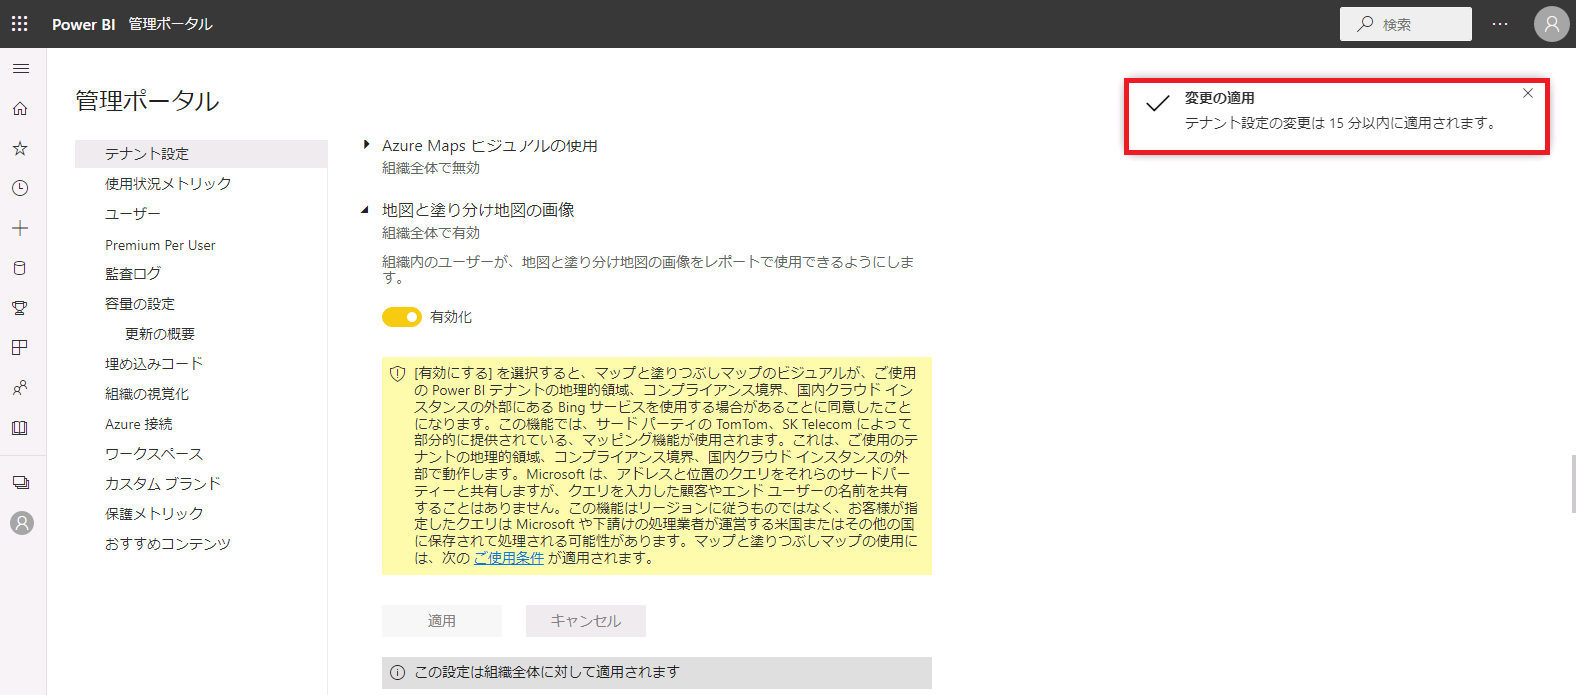 Power BI 管理ポータル
検索
管理ポータル
変更の適用
テナント設定の変更は 15 分以内に適用されます。
テナント設定
使用状況メトリック
ユーザー
Premium Per User
監査ログ
容量の設定
更新の概要
埋め込みコード
組織の視覚化
Azure 接続
ワークスペース
カスタム ブランド
保護メトリック
おすすめコンテンツ
Azure Maps ビジュアルの使用
組織全体で無効
地図と塗り分け地図の画像
組織全体で有効
組織内のユーザーが、地図と塗り分け地図の画像をレポートで使用できるようにしま
す。
有効化
[有効にする] を選択すると、マップと塗りつぶしマップのビジュアルが、ご使用
の Power BI テナントの地理的領域、コンプライアンス境界、国内クラウド イン
スタンスの外部にある Bing サービスを使用する場合があることに同意したこと
になります。この機能では、サード パーティの TomTom、SK Telecom によって
部分的に提供されている、マッピング機能が使用されます。これは、ご使用のテ
ナントの地理的領域、コンプライアンス境界、国内クラウド インスタンスの外
部で動作します。Microsoft は、アドレスと位置のクエリをそれらのサードパー
ティーと共有しますが、クエリを入力した顧客やエンド ユーザーの名前を共有
することはありません。この機能はリージョンに従うものではなく、お客様が指
定したクエリは Microsoft や下請けの処理業者が運営する米国またはその他の国
に保存されて処理される可能性があります。マップと塗りつぶしマップの使用に
は、次の ご使用条件 が適用されます。
適用
キャンセル
この設定は組織全体に対して適用されます